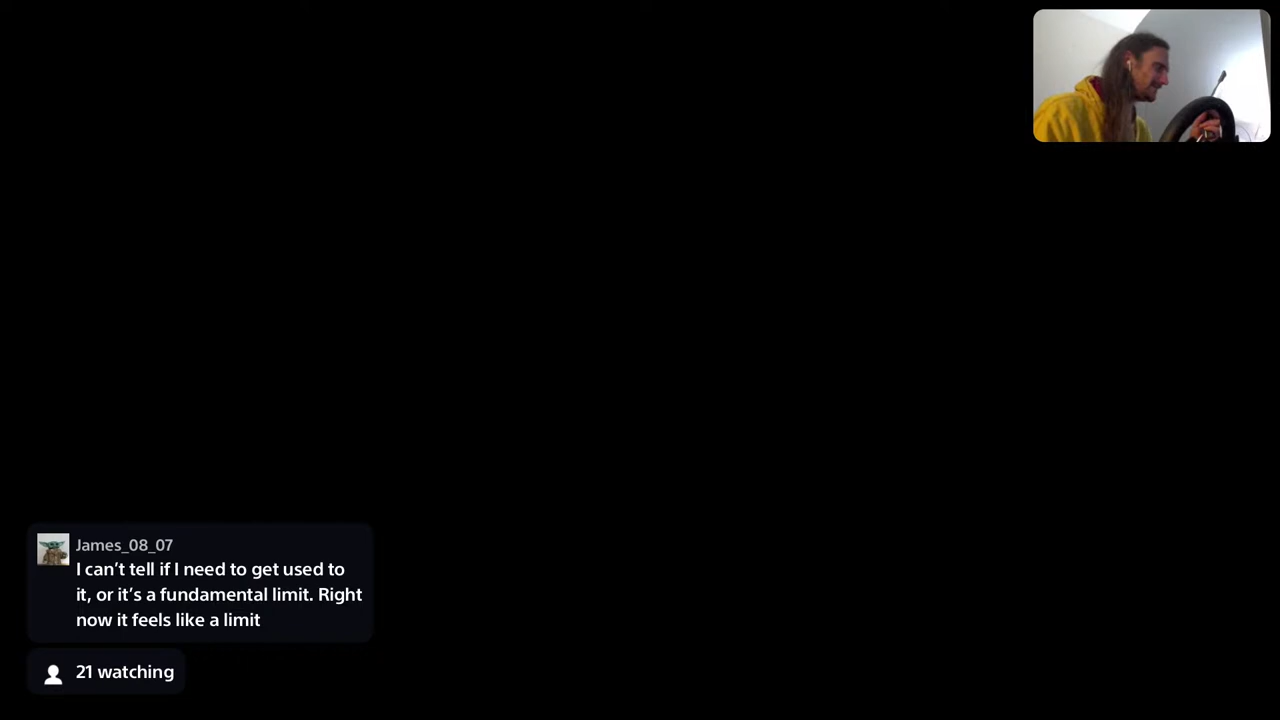 James_08_07
I can’t tell if I need to get used to
it, or it’s a fundamental limit. Right
now it feels like a limit
21 watching